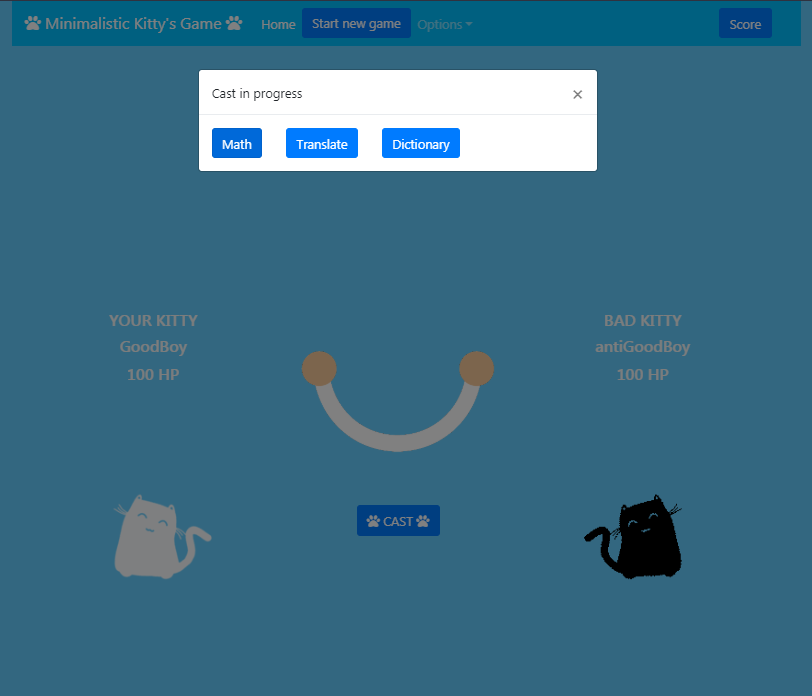 Minimalistic Kitty's Game Home Start new game Options Score
Cast in progress ×
Math Translate Dictionary
YOUR KITTY
GoodBoy
100 HP
BAD KITTY
antiGoodBoy
100 HP
CAST